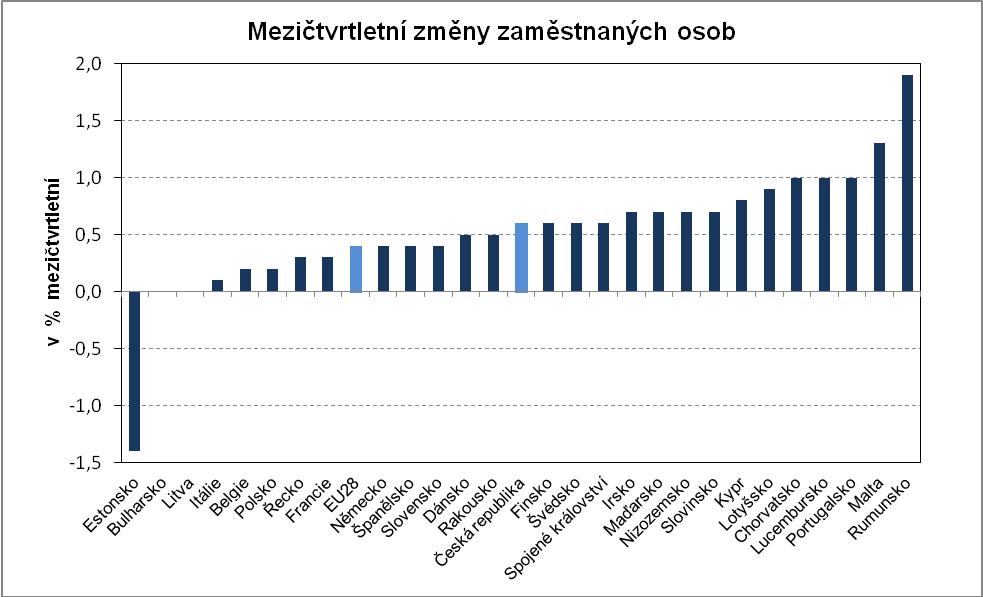 Mezičtvrtletní změny zaměstnaných osob
v % mezičtvrtletní
2,0
1,5
1,0
0,5
0,0
-0,5
-1,0
-1,5
Estonsko
Bulharsko
Litva
Itálie
Belgie
Polsko
Řecko
Francie
EU28
Německo
Španělsko
Slovensko
Dánsko
Rakousko
Česká republika
Finsko
Švédsko
Spojené království
Irsko
Maďarsko
Nizozemsko
Slovinsko
Kypr
Lotyšsko
Chorvatsko
Lucembursko
Portugalsko
Malta
Rumunsko